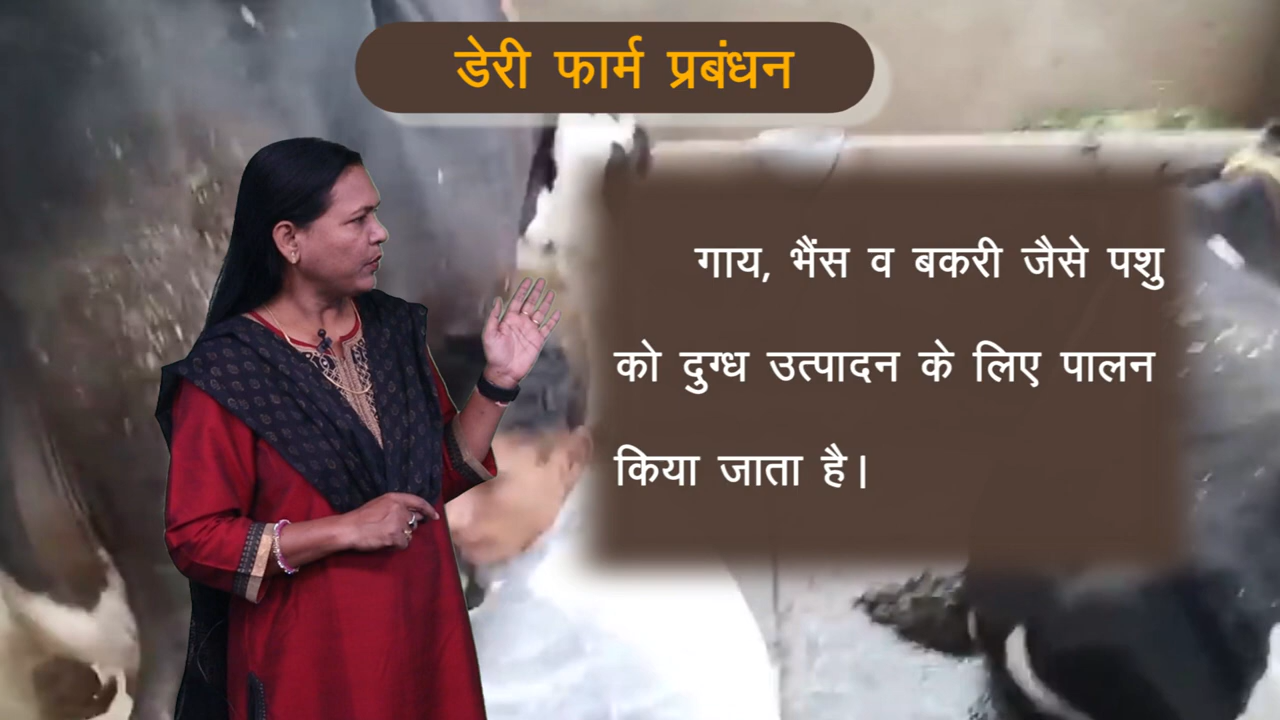 डेरी फार्म प्रबंधन
गाय, भैंस व बकरी जैसे पशु
को दुग्ध उत्पादन के लिए पालन
किया जाता है।